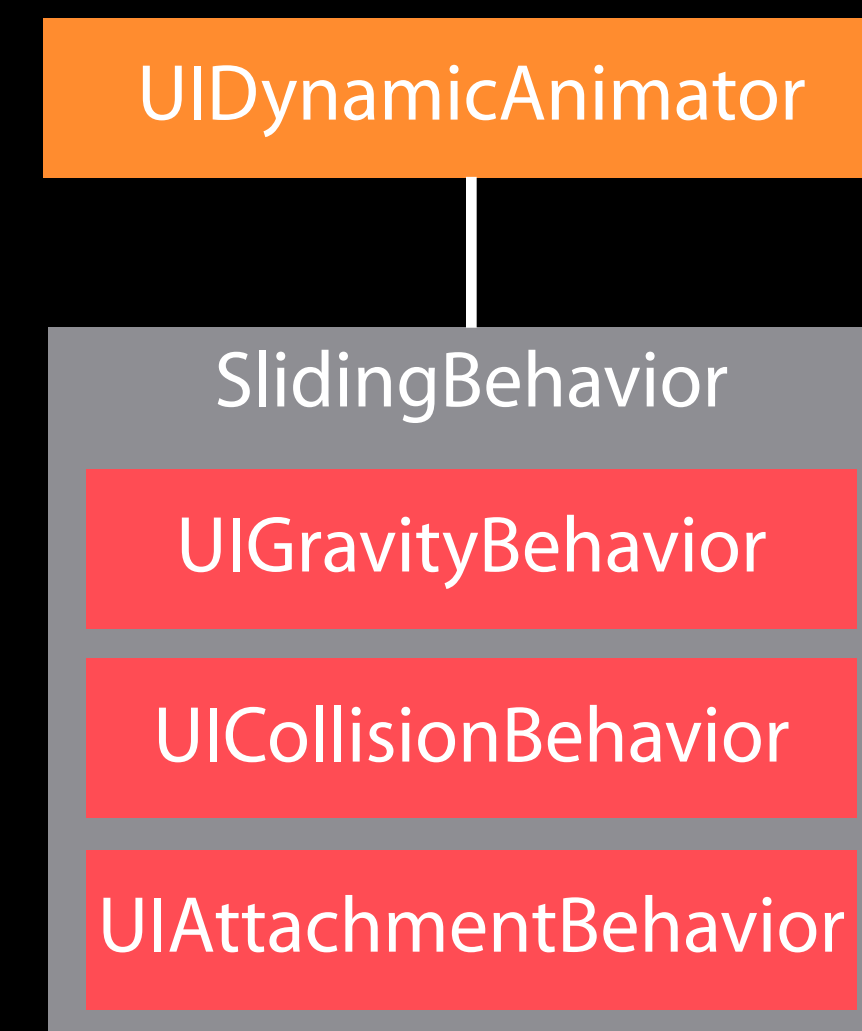 UIDynamicAnimator
SlidingBehavior
UIGravityBehavior
UICollisionBehavior
UIAttachmentBehavior